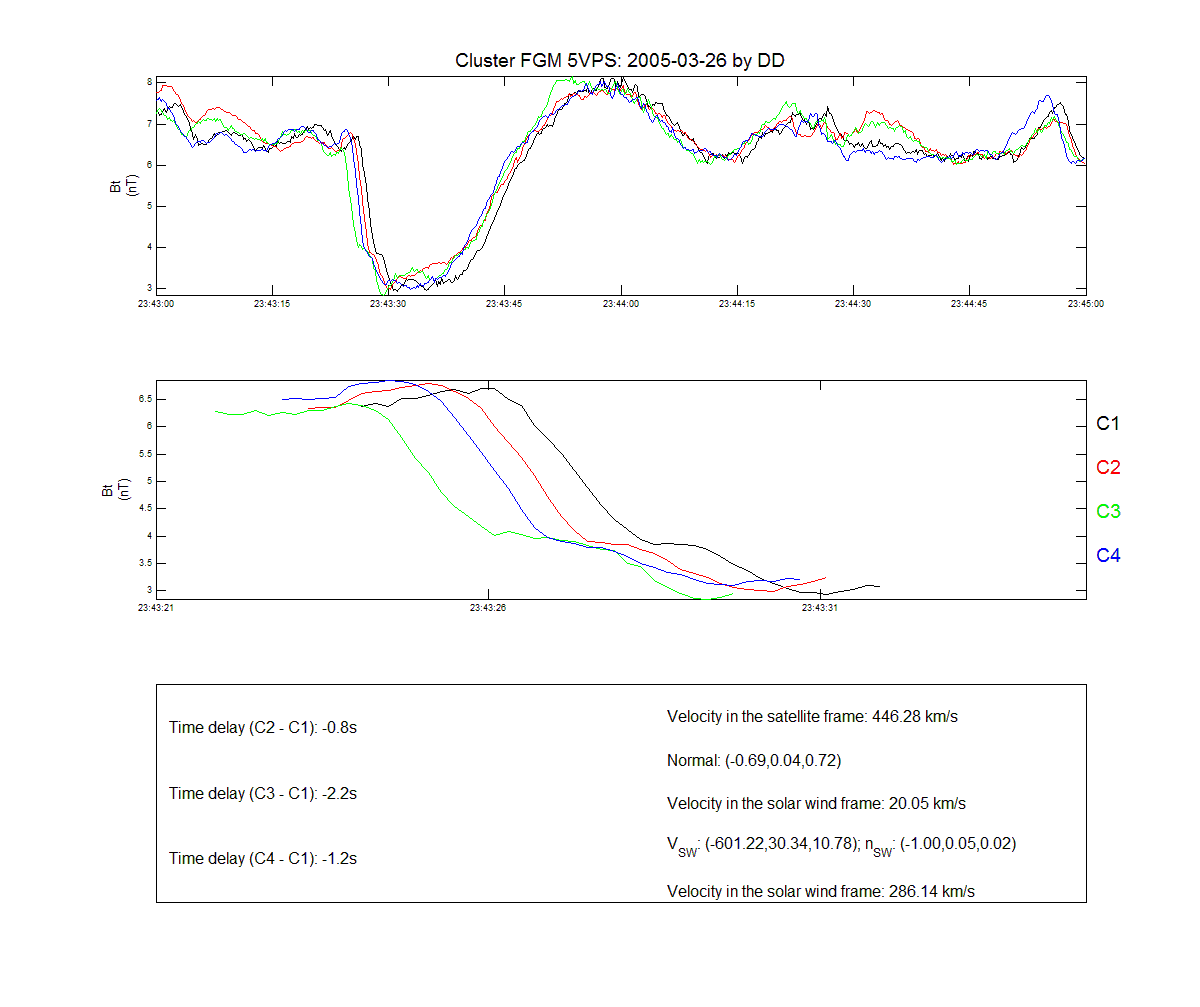 Cluster FGM 5VPS: 2005-03-26 by DD
8
7
6
5
4
3
Bt
(nT)
23:43:00 23:43:15 23:43:30 23:43:45 23:44:00 23:44:15 23:44:30 23:44:45 23:45:00
6.5
6
5.5
5
4.5
4
3.5
3
Bt
(nT)
23:43:21 23:43:26 23:43:31
C1
C2
C3
C4
Time delay (C2 - C1): -0.8s
Time delay (C3 - C1): -2.2s
Time delay (C4 - C1): -1.2s
Velocity in the satellite frame: 446.28 km/s
Normal: (-0.69,0.04,0.72)
Velocity in the solar wind frame: 20.05 km/s
VSW: (-601.22,30.34,10.78); nSW: (-1.00,0.05,0.02)
Velocity in the solar wind frame: 286.14 km/s